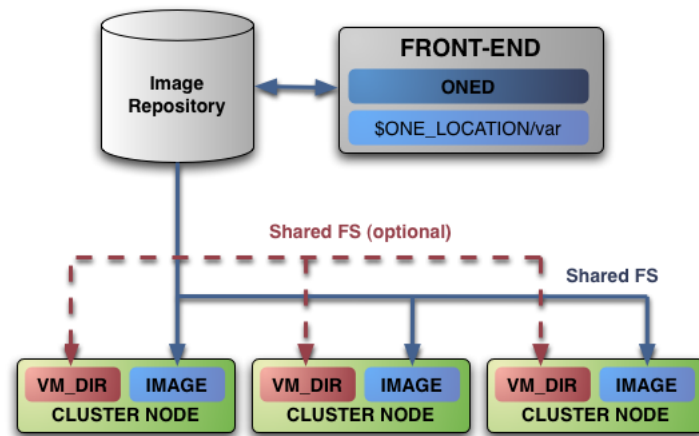 Image
Repository
FRONT-END
ONED
$ONE_LOCATION/var
Shared FS (optional)
Shared FS
VM_DIR IMAGE
CLUSTER NODE
VM_DIR IMAGE
CLUSTER NODE
VM_DIR IMAGE
CLUSTER NODE